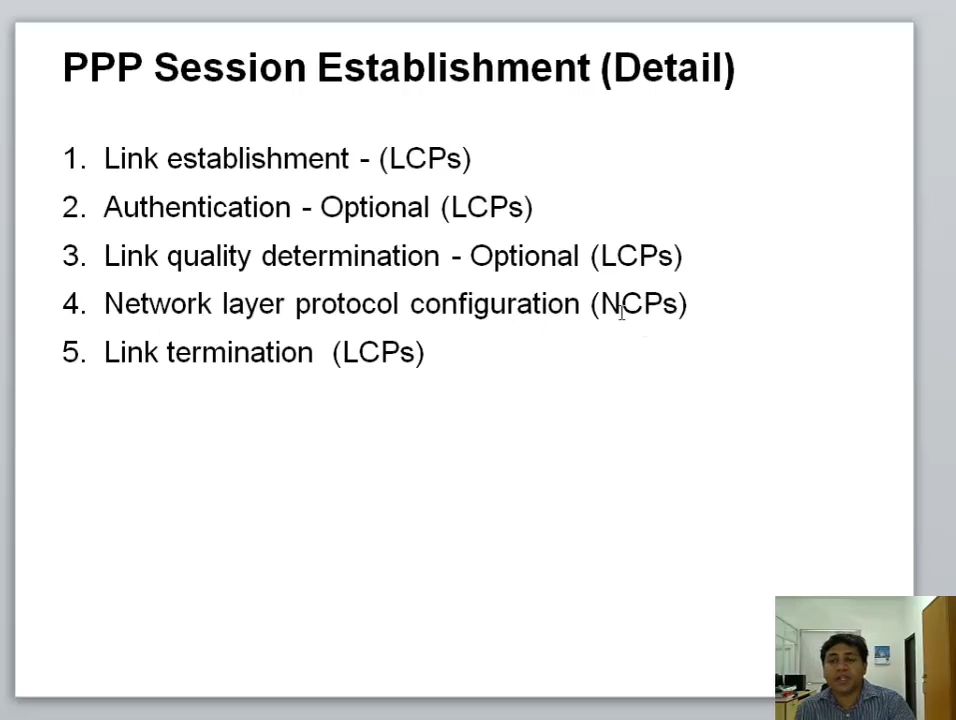 PPP Session Establishment (Detail)
1. Link establishment - (LCPs)
2. Authentication - Optional (LCPs)
3. Link quality determination - Optional (LCPs)
4. Network layer protocol configuration (NCPs)
5. Link termination (LCPs)